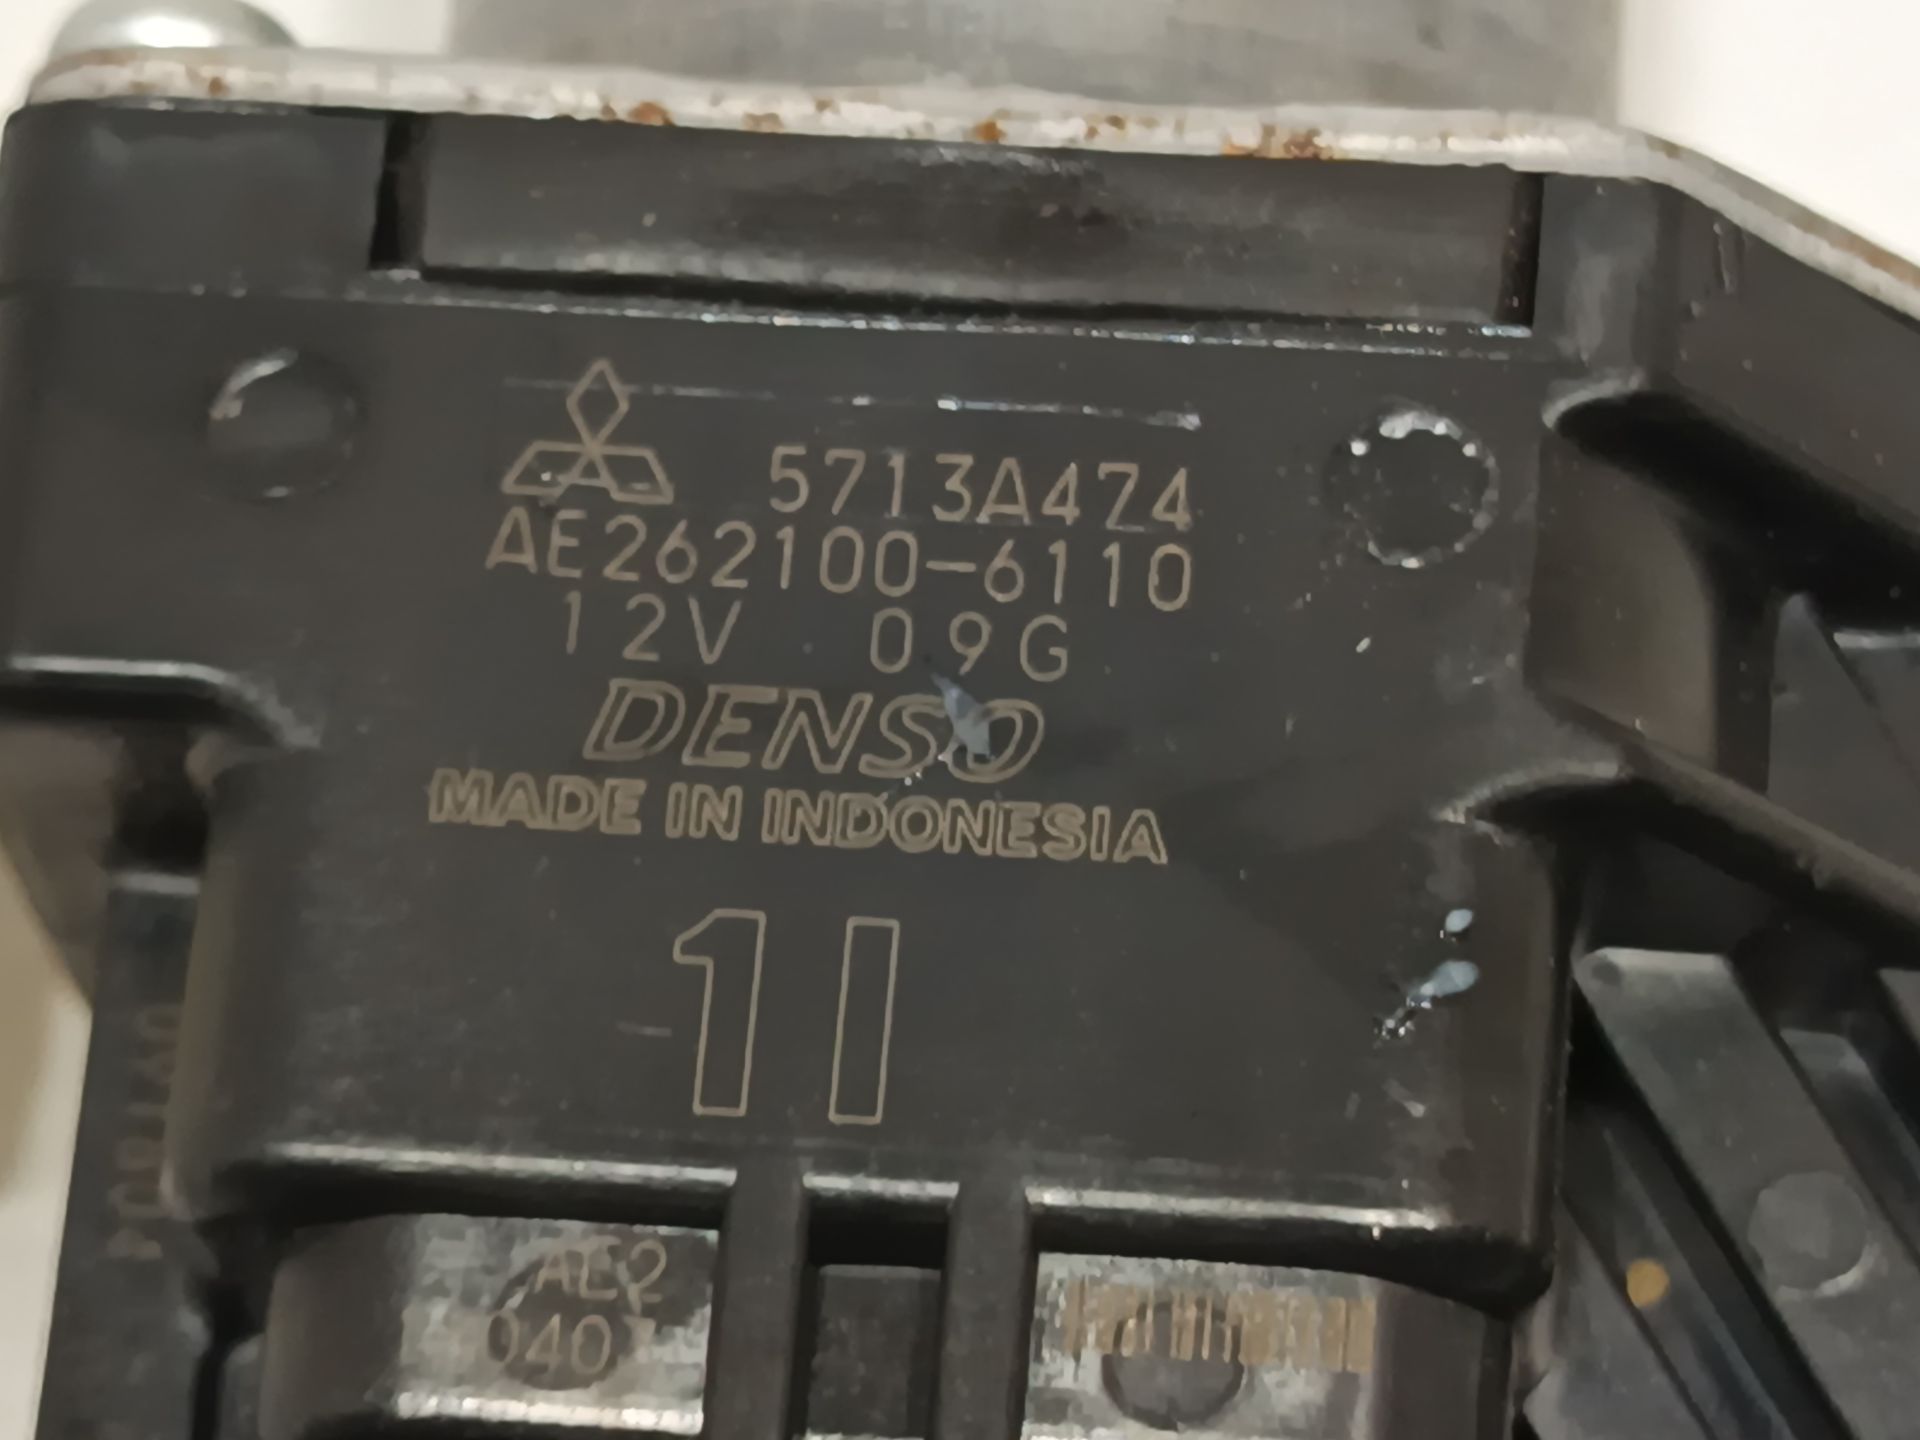 5713A474
AE262100-6110
12V 09G
DENSO
MADE IN INDONESIA
11
AE2